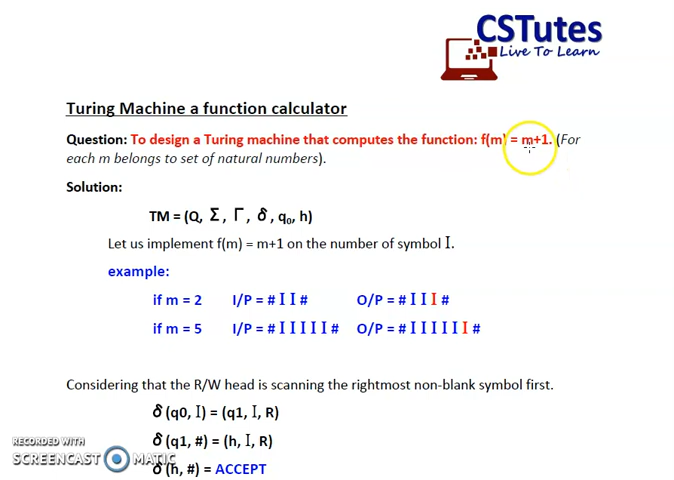 CSTutes
Live To Learn
Turing Machine a function calculator
Question: To design a Turing machine that computes the function: f(m) = m+1. (For
each m belongs to set of natural numbers).
Solution:
TM = (Q, Σ, Γ, δ, q0, h)
Let us implement f(m) = m+1 on the number of symbol I.
example:
if m = 2 I/P = # I I # O/P = # I I I #
if m = 5 I/P = # I I I I I # O/P = # I I I I I I #
Considering that the R/W head is scanning the rightmost non-blank symbol first.
δ (q0, I) = (q1, I, R)
δ (q1, #) = (h, I, R)
δ (h, #) = ACCEPT
RECORDED WITH
SCREENCAST MATIC